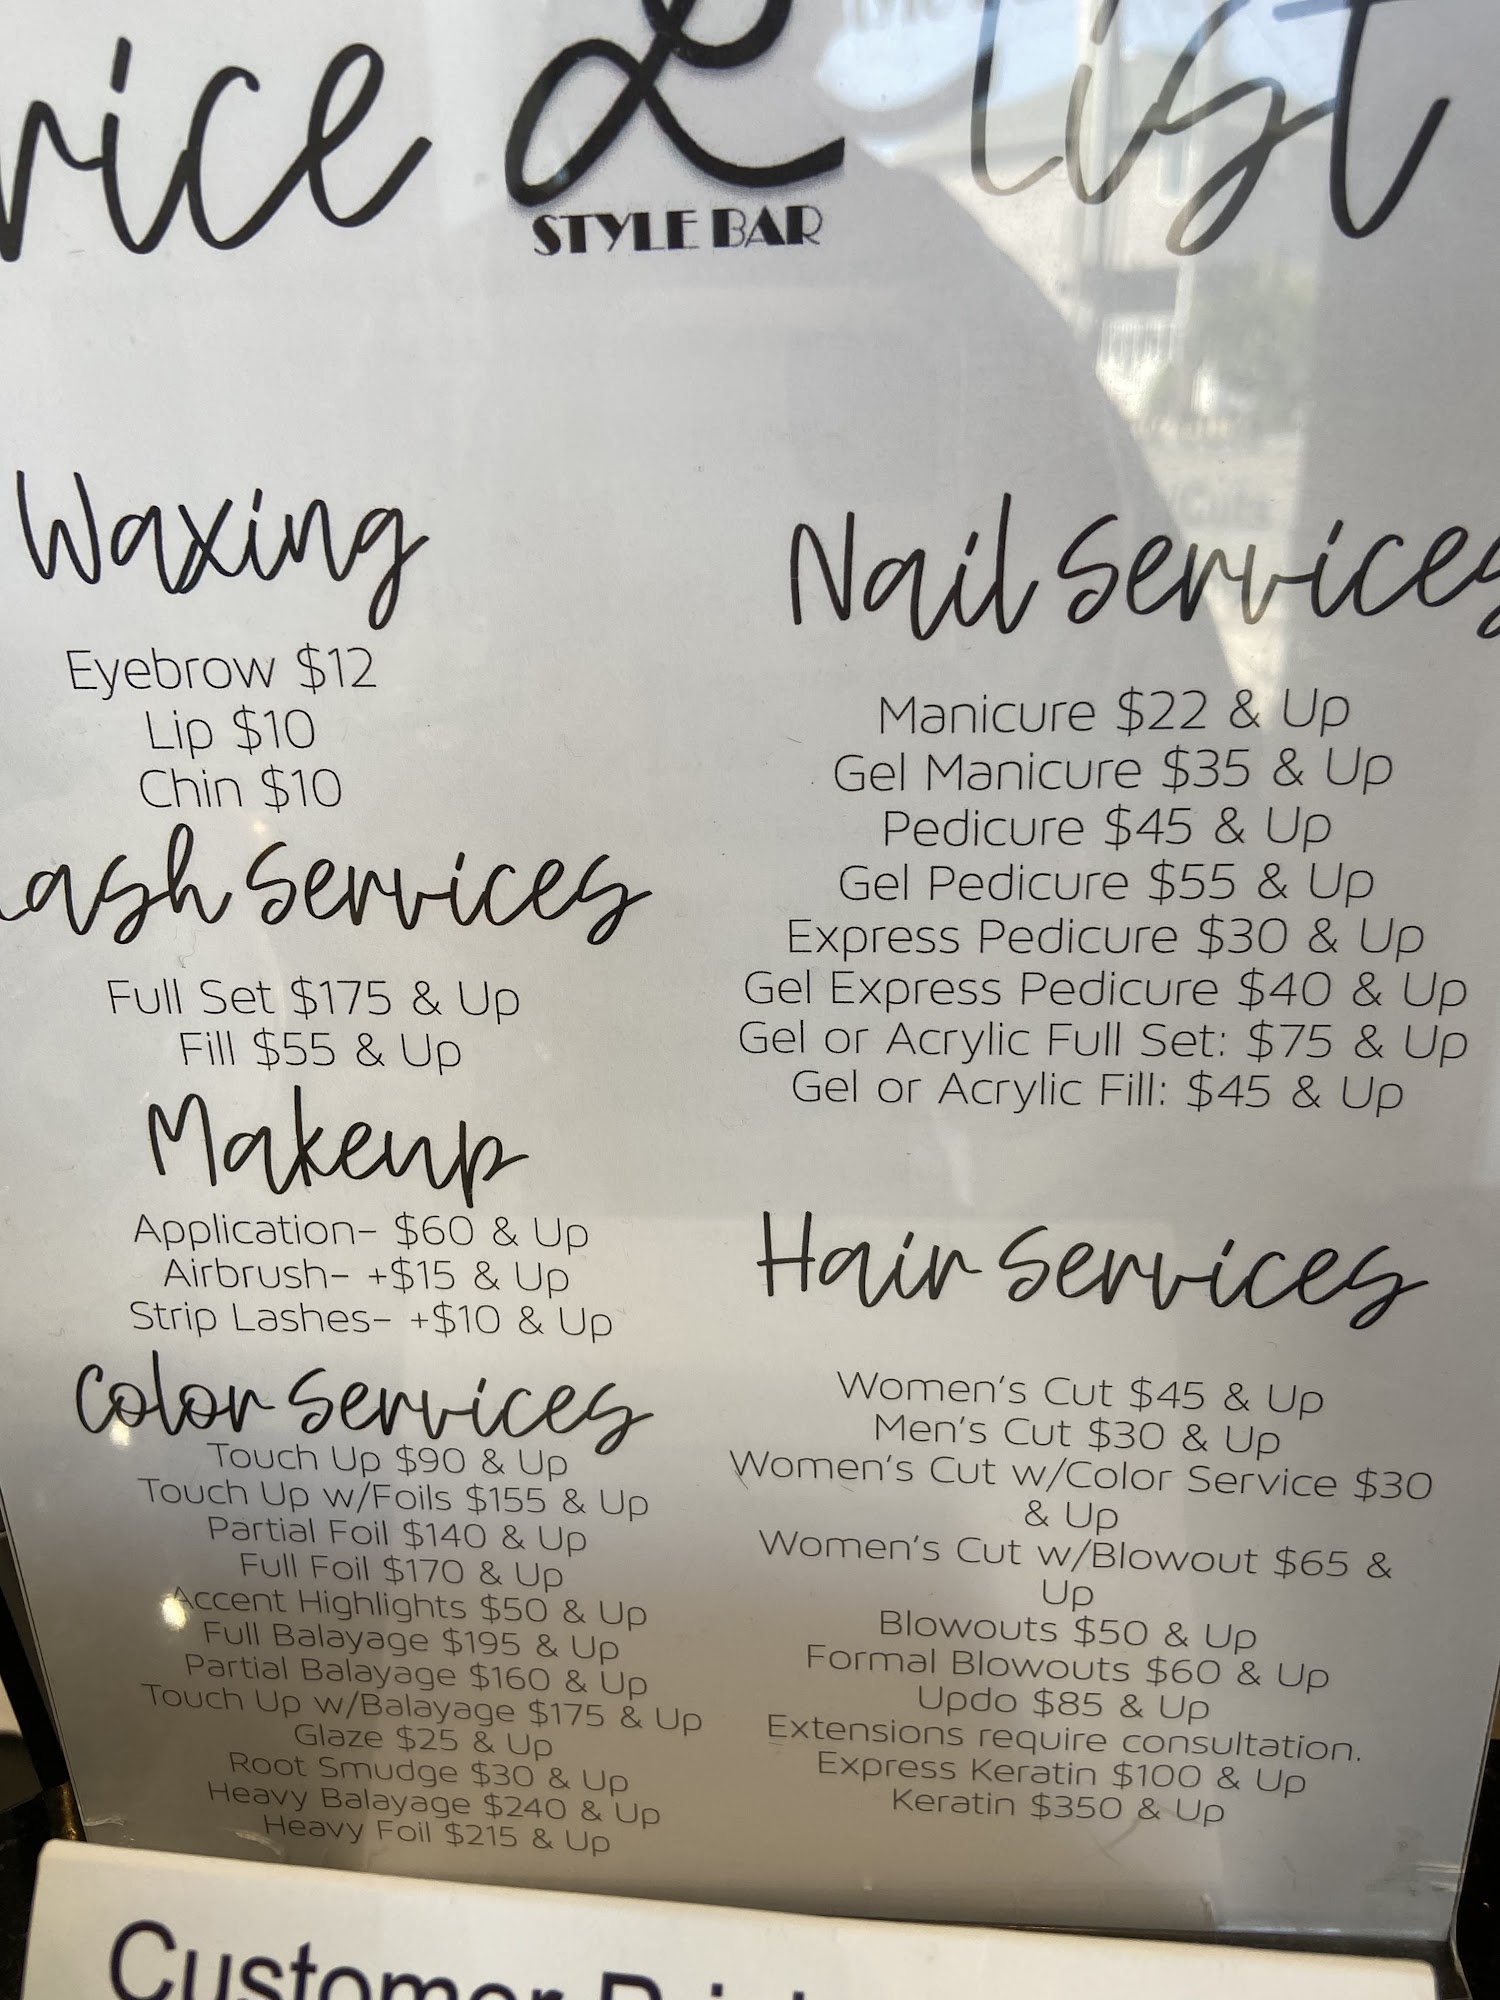 vice
list
STYLE BAR
Waxing
Eyebrow $12
Lip $10
Chin $10
Lash Services
Full Set $175 & Up
Fill $55 & Up
Makeup
Application– $60 & Up
Airbrush– +$15 & Up
Strip Lashes– +$10 & Up
Color Services
Touch Up $90 & Up
Touch Up w/Foils $155 & Up
Partial Foil $140 & Up
Full Foil $170 & Up
Accent Highlights $50 & Up
Full Balayage $195 & Up
Partial Balayage $160 & Up
Touch Up w/Balayage $175 & Up
Glaze $25 & Up
Root Smudge $30 & Up
Heavy Balayage $240 & Up
Heavy Foil $215 & Up
Nail Services
Manicure $22 & Up
Gel Manicure $35 & Up
Pedicure $45 & Up
Gel Pedicure $55 & Up
Express Pedicure $30 & Up
Gel Express Pedicure $40 & Up
Gel or Acrylic Full Set: $75 & Up
Gel or Acrylic Fill: $45 & Up
Hair Services
Women's Cut $45 & Up
Men's Cut $30 & Up
Women's Cut w/Color Service $30
& Up
Women's Cut w/Blowout $65 &
Up
Blowouts $50 & Up
Formal Blowouts $60 & Up
Updo $85 & Up
Extensions require consultation.
Express Keratin $100 & Up
Keratin $350 & Up
Customer